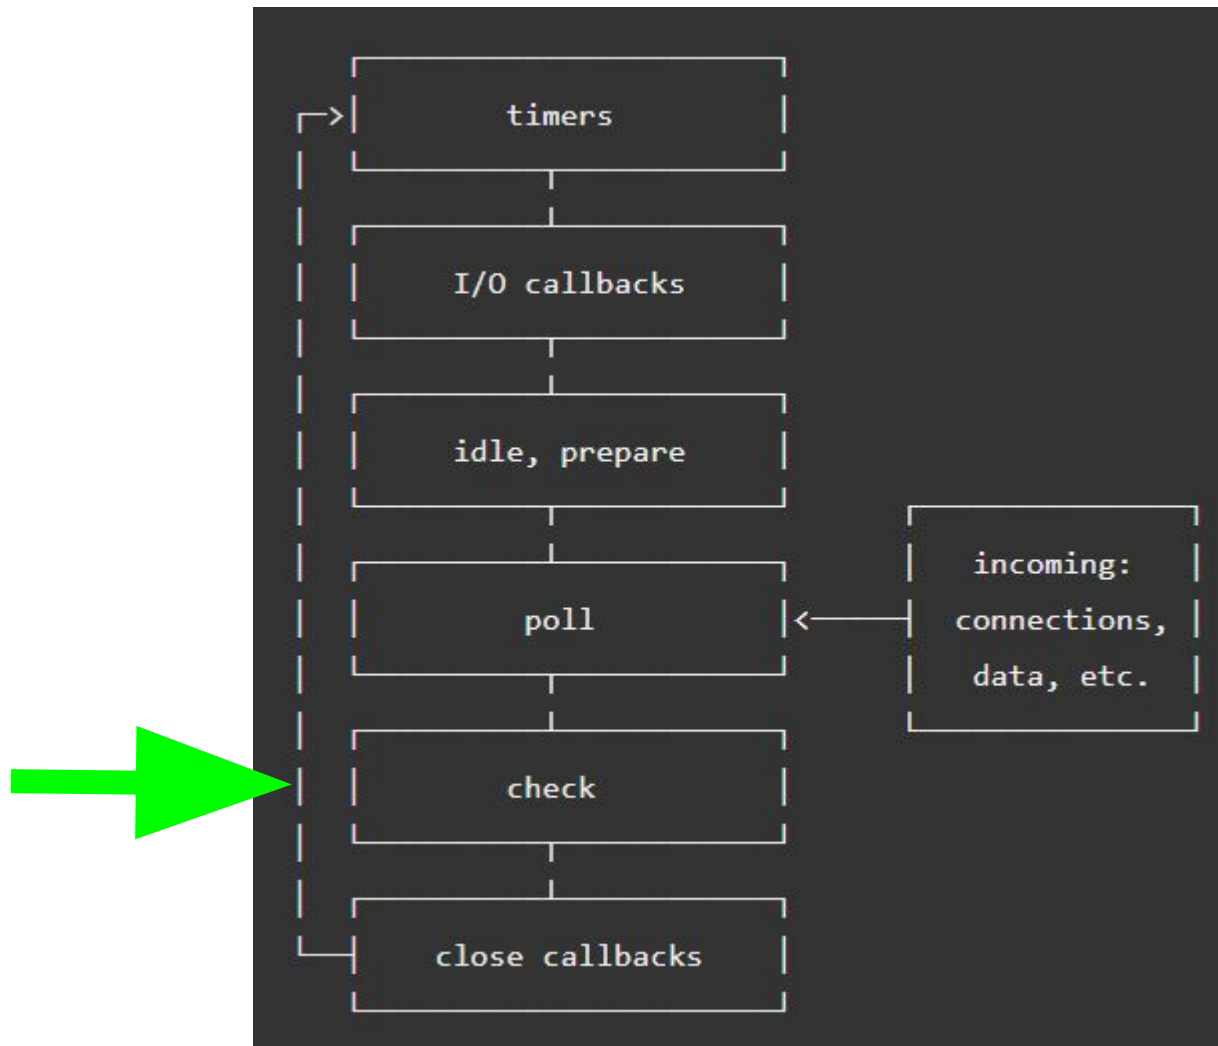 timers
I/O callbacks
idle, prepare
incoming:
poll
connections,
data, etc.
check
close callbacks